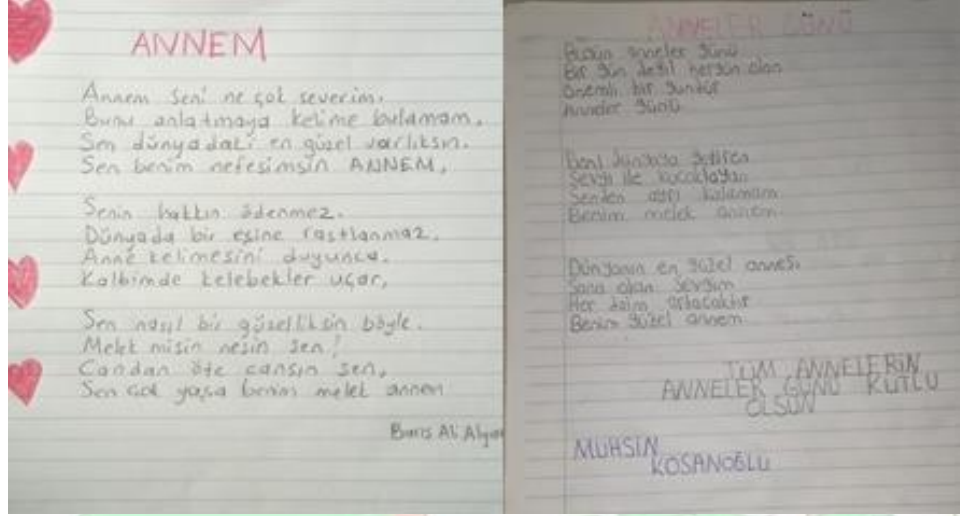 ANNEM
Annem Seni ne çok severim.
Bunu anlatmaya kelime bulamam.
Sen dünyadaki en güzel varlıksın.
Sen benim nefesimsin ANNEM.
Senin hakkın ödenmez.
Dünyada bir eşine rastlanmaz.
Anne kelimesini duyunca.
Kalbimde kelebekler uçar.
Sen nasıl bir güzelliksin böyle.
Melek misin nesin sen!
Candan öte cansın sen.
Sen çok yaşa benim melek annem
Barış Ali
ANNELER GÜNÜ
Bugün anneler günü
Bir gün değil hergün olan
Önemli bir gündür
Anneler günü
Beni dünyaya getiren
Sevgi ile kucaklayan
Senden ayrı kalamam
Benim melek annem
Dünyanın en güzel annesi
Sana olan sevgim
Her daim artacaktır
Benim güzel annem
TÜM ANNELERİN
ANNELER GÜNÜ KUTLU
OLSUN
MUHSİN
KOSANOĞLU